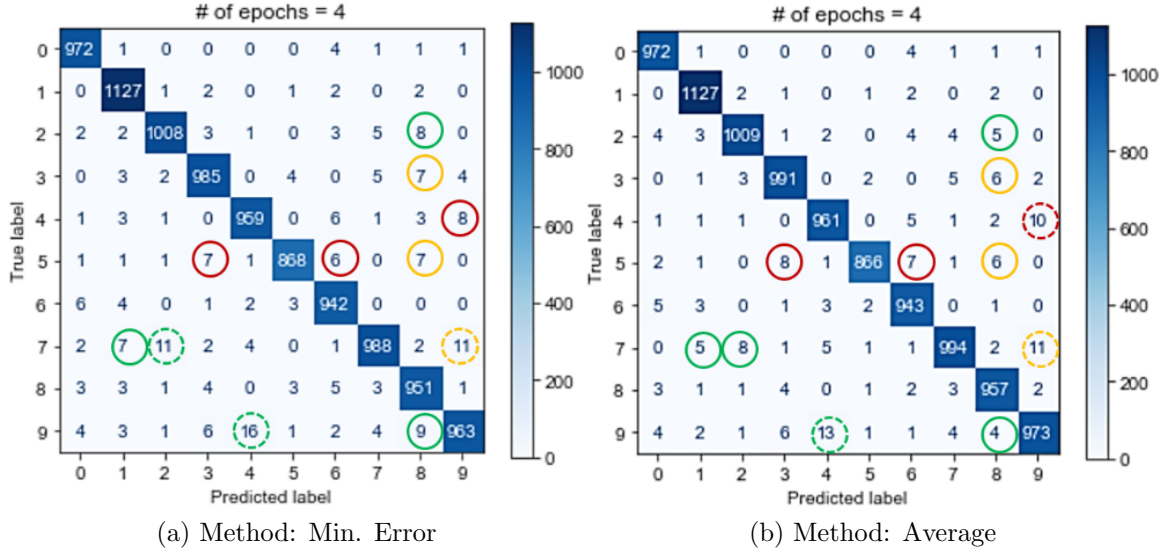 # of epochs = 4
True label
0 972 1 0 0 0 0 4 1 1 1
1 0 1127 1 2 0 1 2 0 2 0
2 2 2 1008 3 1 0 3 5 8 0
3 0 3 2 985 0 4 0 5 7 4
4 1 3 1 0 959 0 6 1 3 8
5 1 1 1 7 1 868 6 0 7 0
6 6 4 0 1 2 3 942 0 0 0
7 2 7 11 2 4 0 1 988 2 11
8 3 3 1 4 0 3 5 3 951 1
9 4 3 1 6 16 1 2 4 9 963
0 1 2 3 4 5 6 7 8 9
Predicted label
1000
800
600
400
200
0
(a) Method: Min. Error
# of epochs = 4
True label
0 972 1 0 0 0 0 4 1 1 1
1 0 1127 2 1 0 1 2 0 2 0
2 4 3 1009 1 2 0 4 4 5 0
3 0 1 3 991 0 2 0 5 6 2
4 1 1 1 0 961 0 5 1 2 10
5 2 1 0 8 1 866 7 1 6 0
6 5 3 0 1 3 2 943 0 1 0
7 0 5 8 1 5 1 1 994 2 11
8 3 1 1 4 0 1 2 3 957 2
9 4 2 1 6 13 1 1 4 4 973
0 1 2 3 4 5 6 7 8 9
Predicted label
1000
800
600
400
200
0
(b) Method: Average